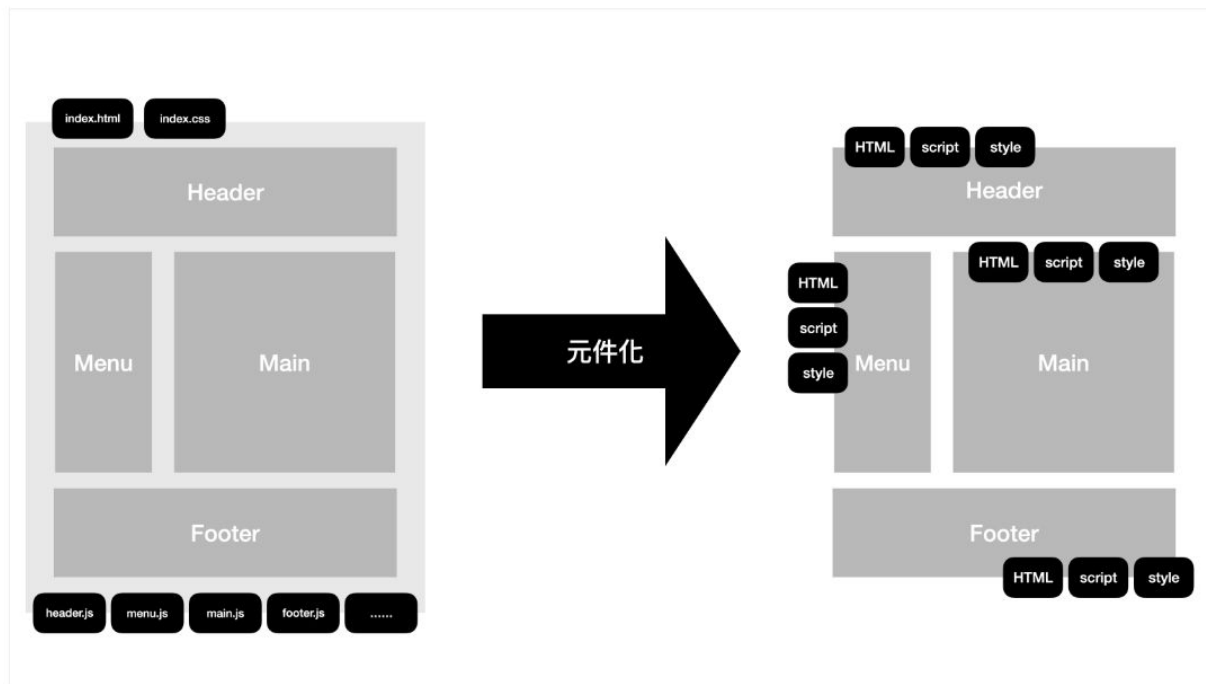 index.html
index.css
Header
Menu
Main
Footer
header.js
menu.js
main.js
footer.js
......
元件化
HTML
script
style
Header
HTML
script
style
Menu
HTML
script
style
Main
Footer
HTML
script
style